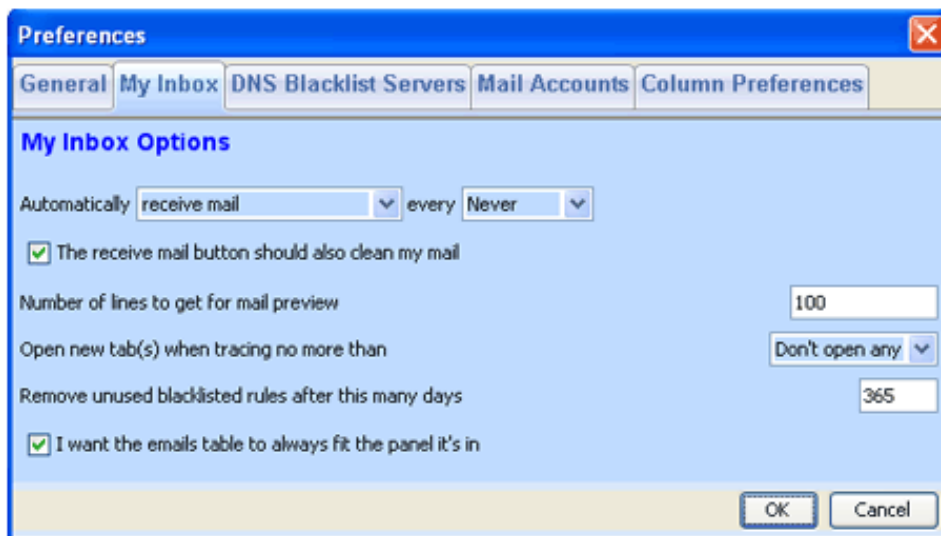 Preferences
General My Inbox DNS Blacklist Servers Mail Accounts Column Preferences
My Inbox Options
Automatically receive mail every Never
The receive mail button should also clean my mail
Number of lines to get for mail preview 100
Open new tab(s) when tracing no more than Don't open any
Remove unused blacklisted rules after this many days 365
I want the emails table to always fit the panel it's in
OK Cancel